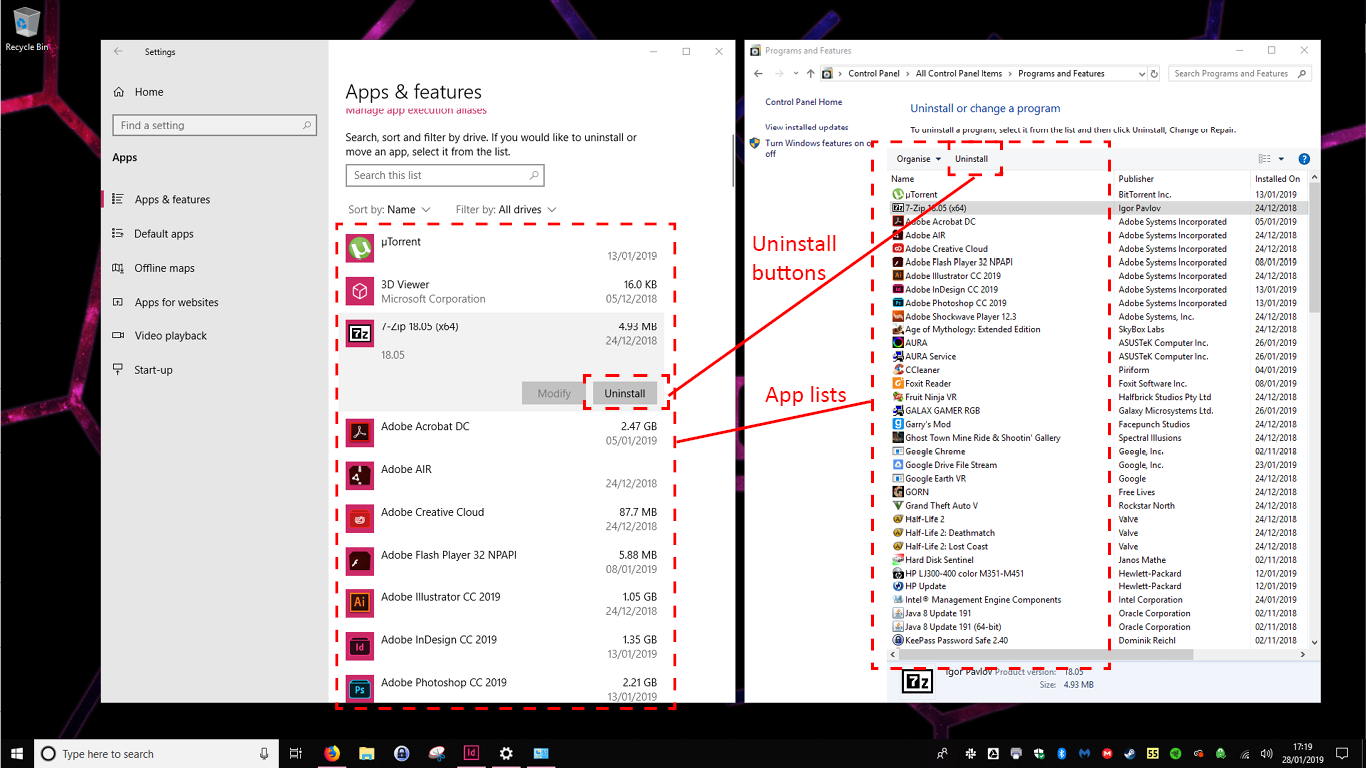 Recycle Bin
Settings
Home
Find a setting
Apps
Apps & features
Default apps
Offline maps
Apps for websites
Video playback
Start-up
Apps & features
Manage app execution aliases
Search, sort and filter by drive. If you would like to uninstall or
move an app, select it from the list.
Search this list
Sort by: Name
Filter by: All drives
µTorrent
13/01/2019
3D Viewer 16.0 KB
Microsoft Corporation 05/12/2018
7-Zip 18.05 (x64) 4.93 MB
24/12/2018
18.05
Modify Uninstall
Adobe Acrobat DC 2.47 GB
05/01/2019
Adobe AIR
24/12/2018
Adobe Creative Cloud 87.7 MB
24/12/2018
Adobe Flash Player 32 NPAPI 5.88 MB
08/01/2019
Adobe Illustrator CC 2019 1.05 GB
24/12/2018
Adobe InDesign CC 2019 1.35 GB
13/01/2019
Adobe Photoshop CC 2019 2.21 GB
13/01/2019
Uninstall
buttons
App lists
Programs and Features
Control Panel > All Control Panel Items > Programs and Features
Search Programs and Features
Control Panel Home
View installed updates
Turn Windows features on o
off
Uninstall or change a program
To uninstall a program, select it from the list and then click Uninstall, Change or Repair.
Organise Uninstall
Name Publisher Installed On
µTorrent BitTorrent Inc. 13/01/2019
7-Zip 18.05 (x64) Igor Pavlov 24/12/2018
Adobe Acrobat DC Adobe Systems Incorporated 05/01/2019
Adobe AIR Adobe Systems Incorporated 24/12/2018
Adobe Creative Cloud Adobe Systems Incorporated 24/12/2018
Adobe Flash Player 32 NPAPI Adobe Systems Incorporated 08/01/2019
Adobe Illustrator CC 2019 Adobe Systems Incorporated 24/12/2018
Adobe InDesign CC 2019 Adobe Systems Incorporated 13/01/2019
Adobe Photoshop CC 2019 Adobe Systems Incorporated 13/01/2019
Adobe Shockwave Player 12.3 Adobe Systems, Inc. 24/12/2018
Age of Mythology: Extended Edition SkyBox Labs 24/12/2018
AURA ASUSTeK Computer Inc. 26/01/2019
AURA Service ASUSTeK Computer Inc. 26/01/2019
CCleaner Piriform 04/01/2019
Foxit Reader Foxit Software Inc. 08/01/2019
Fruit Ninja VR Halfbrick Studios Pty Ltd 24/12/2018
GALAX GAMER RGB Galaxy Microsystems Ltd. 26/01/2019
Garry's Mod Facepunch Studios 24/12/2018
Ghost Town Mine Ride & Shootin' Gallery Spectral Illusions 24/12/2018
Google Chrome Google, Inc. 02/11/2018
Google Drive File Stream Google, Inc. 23/01/2019
Google Earth VR Google 24/12/2018
GORN Free Lives 24/12/2018
Grand Theft Auto V Rockstar North 24/12/2018
Half-Life 2 Valve 24/12/2018
Half-Life 2: Deathmatch Valve 24/12/2018
Half-Life 2: Lost Coast Valve 24/12/2018
Hard Disk Sentinel Janos Mathe 02/11/2018
HP LJ300-400 color M351-M451 Hewlett-Packard 12/01/2019
HP Update Hewlett-Packard 12/01/2019
Intel® Management Engine Components Intel Corporation 24/01/2019
Java 8 Update 191 Oracle Corporation 02/11/2018
Java 8 Update 191 (64-bit) Oracle Corporation 02/11/2018
KeePass Password Safe 2.40 Dominik Reichl 02/11/2018
Igor Pavlov Product version: 18.05
Size: 4.93 MB
Type here to search
55
17:19
28/01/2019